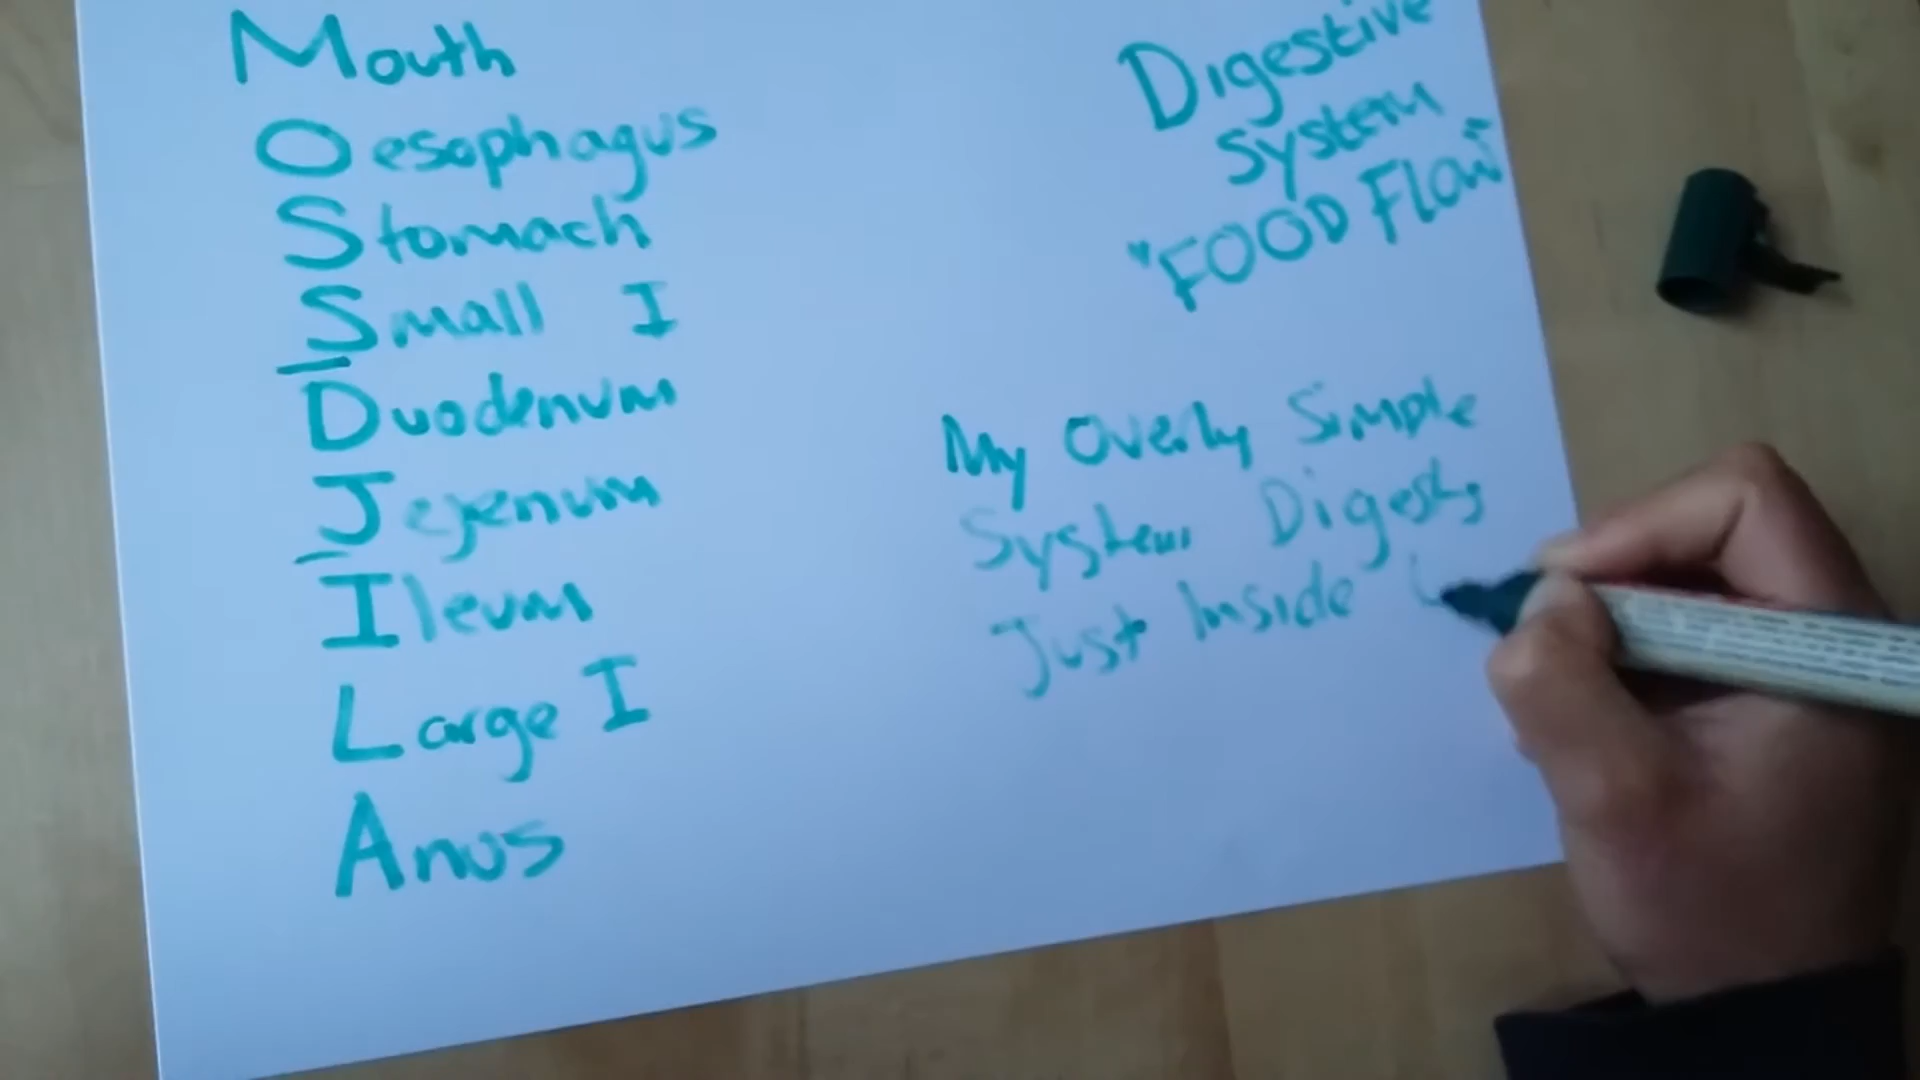 Mouth
Oesophagus
Stomach
Small I
Duodenum
Jejenum
Ileum
Large I
Anus
Digestive
System
"FOOD FLOW"
My Overly Simple
System Digests
Just Inside